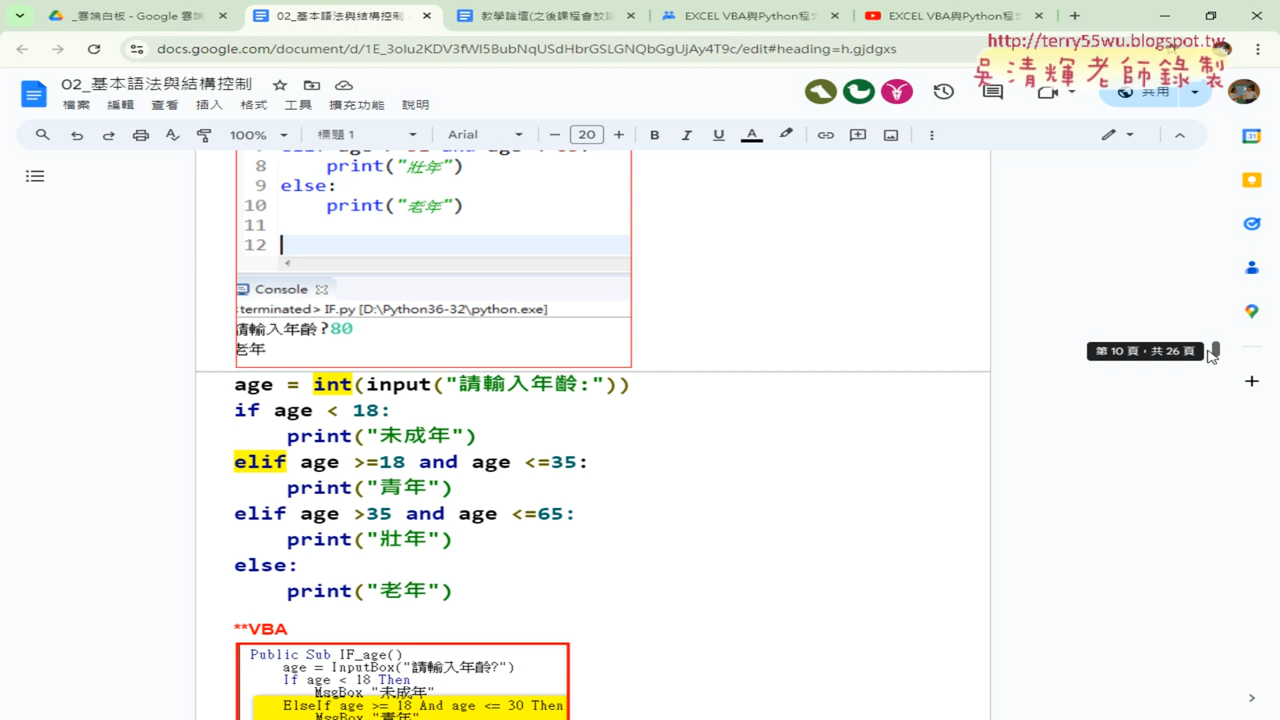 _雲端白板 - Google 雲端
02_基本語法與結構控制
教學論壇(之後課程會放
EXCEL VBA與Python程
EXCEL VBA與Python程
docs.google.com/document/d/1E_3oIu2KDV3fWI5BubNqUSdHbrGSLGNQbGgUjAy4T9c/edit#heading=h.gjdgxs
http://terry55wu.blogspot.tw
吳清輝老師錄製
02_基本語法與結構控制
共用
檔案 編輯 查看 插入 格式 工具 擴充功能 說明
100% 標題 1 Arial 20 B I U A
8 print("壯年")
9 else:
10 print("老年")
11
12
Console
<terminated> IF.py [D:\Python36-32\python.exe]
請輸入年齡?80
老年
第 10 頁，共 26 頁
age = int(input("請輸入年齡:"))
if age < 18:
print("未成年")
elif age >=18 and age <=35:
print("青年")
elif age >35 and age <=65:
print("壯年")
else:
print("老年")
**VBA
Public Sub IF_age()
age = InputBox("請輸入年齡?")
If age < 18 Then
MsgBox "未成年"
ElseIf age >= 18 And age <= 30 Then
MsgBox "青年"